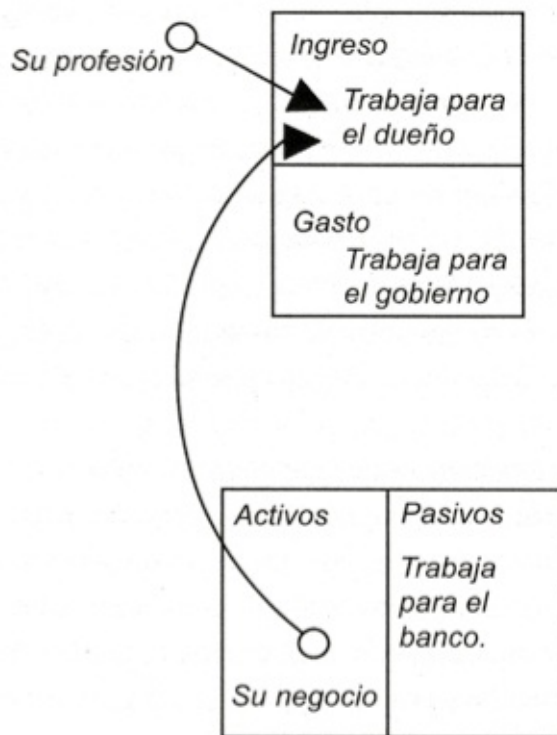 Su profesión
Ingreso
Trabaja para
el dueño
Gasto
Trabaja para
el gobierno
Activos
Su negocio
Pasivos
Trabaja
para el
banco.